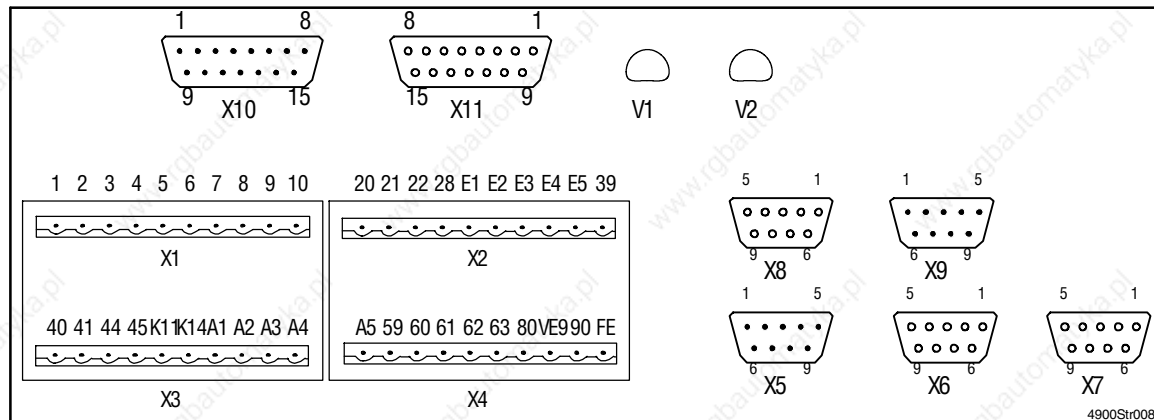 1 8 8 1
9 15 15 9
X10 X11 V1 V2
1 2 3 4 5 6 7 8 9 10 20 21 22 28 E1 E2 E3 E4 E5 39
5 1 1 5
X1 X2
9 6 6 9
X8 X9
1 5 5 1 5 1
40 41 44 45 K11 K14 A1 A2 A3 A4 A5 59 60 61 62 63 80 VE9 90 FE
6 9 9 6 9 6
X3 X4 X5 X6 X7
4900Str008
www.rgbautomatyka.pl